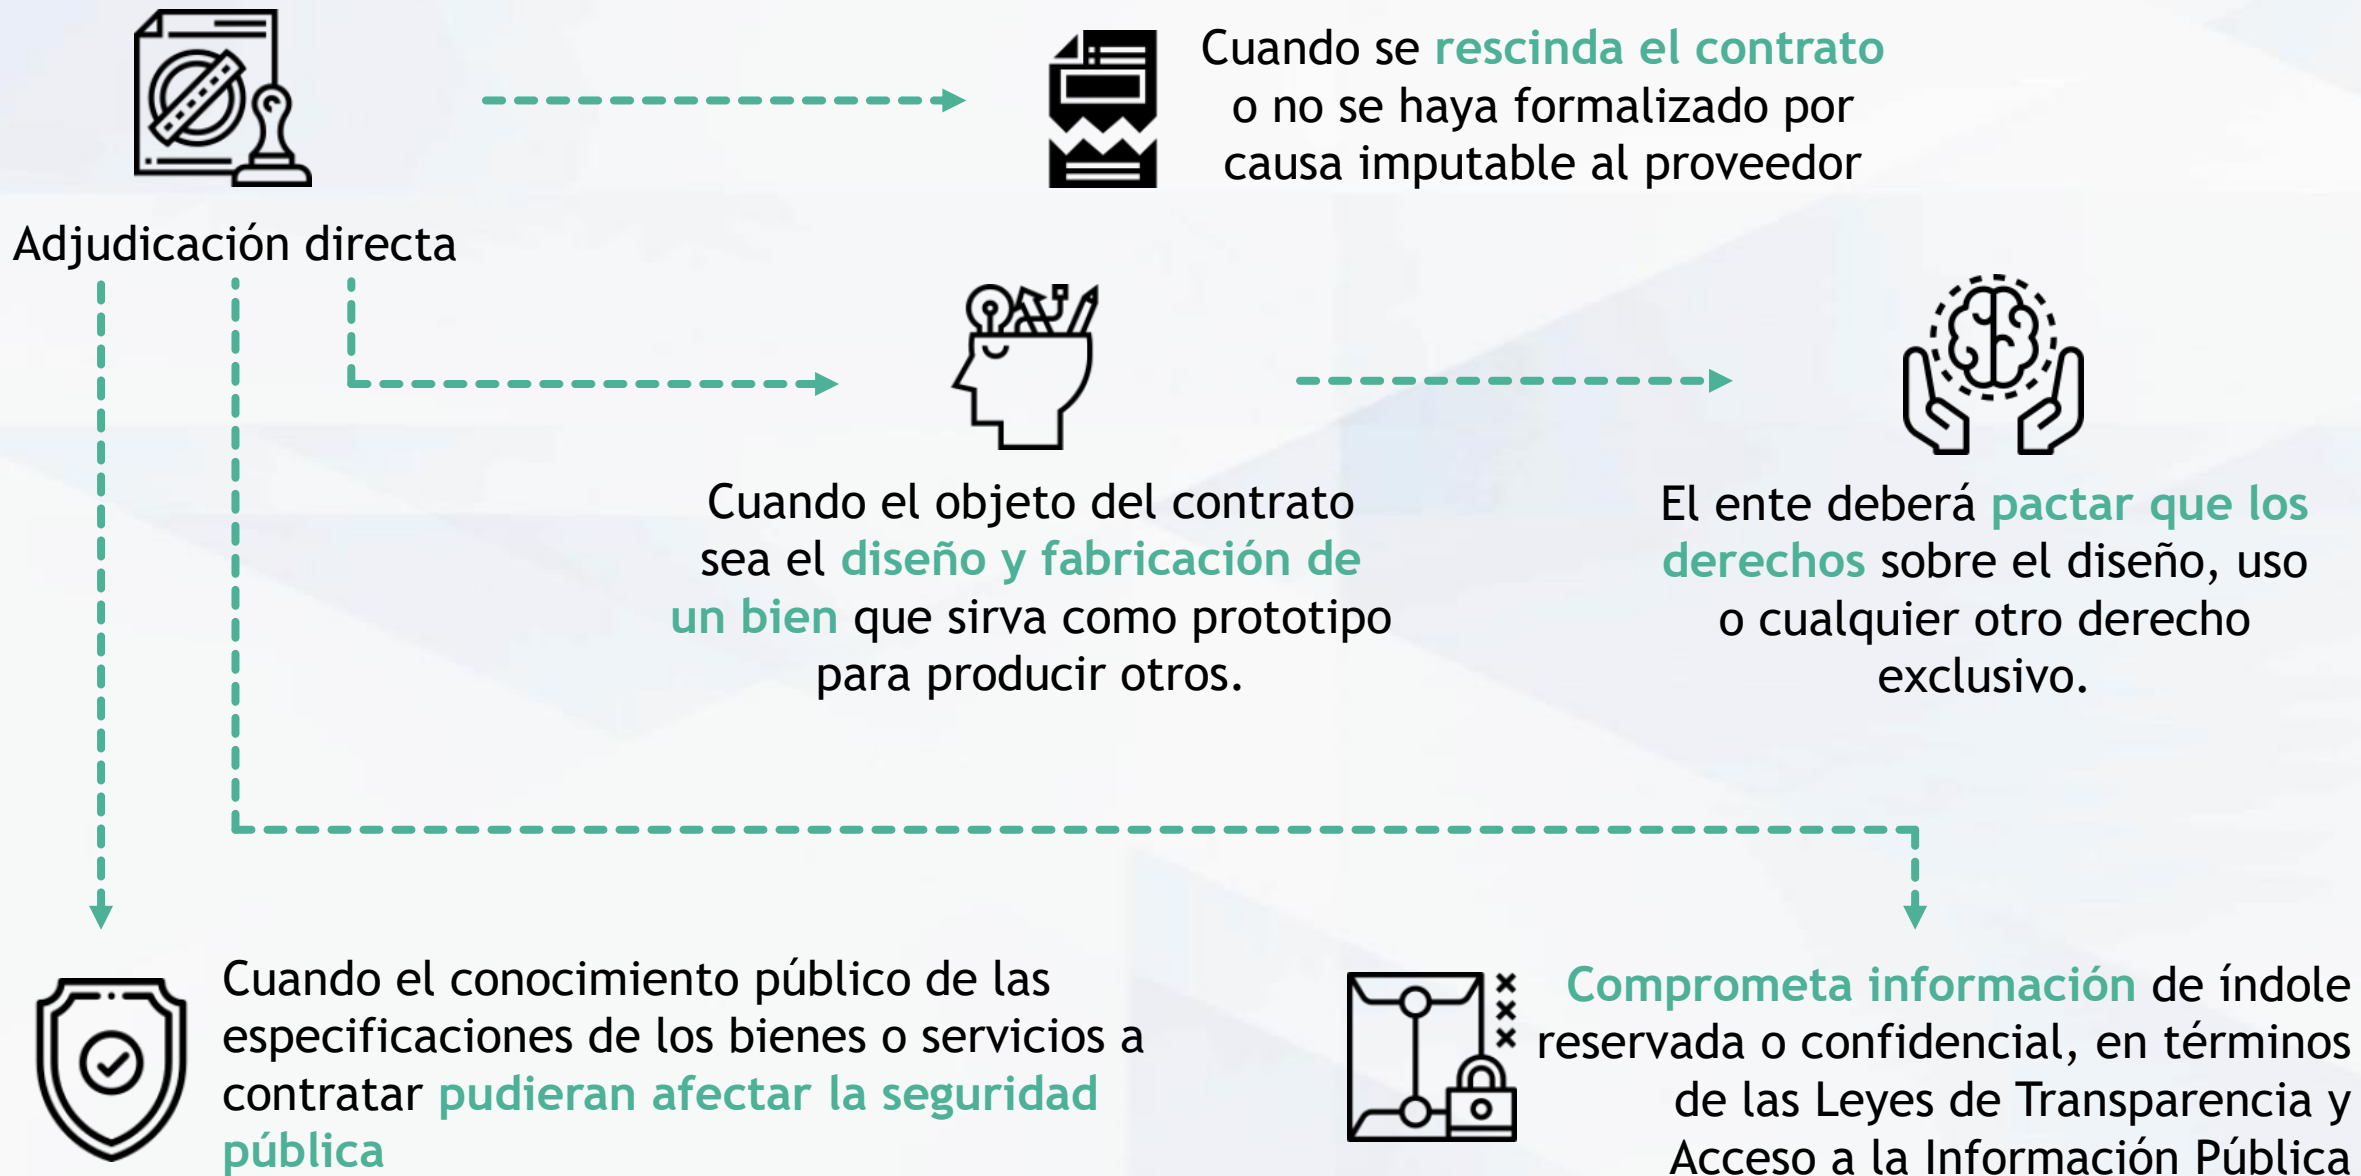 Cuando se rescinda el contrato
o no se haya formalizado por
causa imputable al proveedor
Adjudicación directa
Cuando el objeto del contrato
sea el diseño y fabricación de
un bien que sirva como prototipo
para producir otros.
El ente deberá pactar que los
derechos sobre el diseño, uso
o cualquier otro derecho
exclusivo.
Cuando el conocimiento público de las
especificaciones de los bienes o servicios a
contratar pudieran afectar la seguridad
pública
Comprometa información de índole
reservada o confidencial, en términos
de las Leyes de Transparencia y
Acceso a la Información Pública